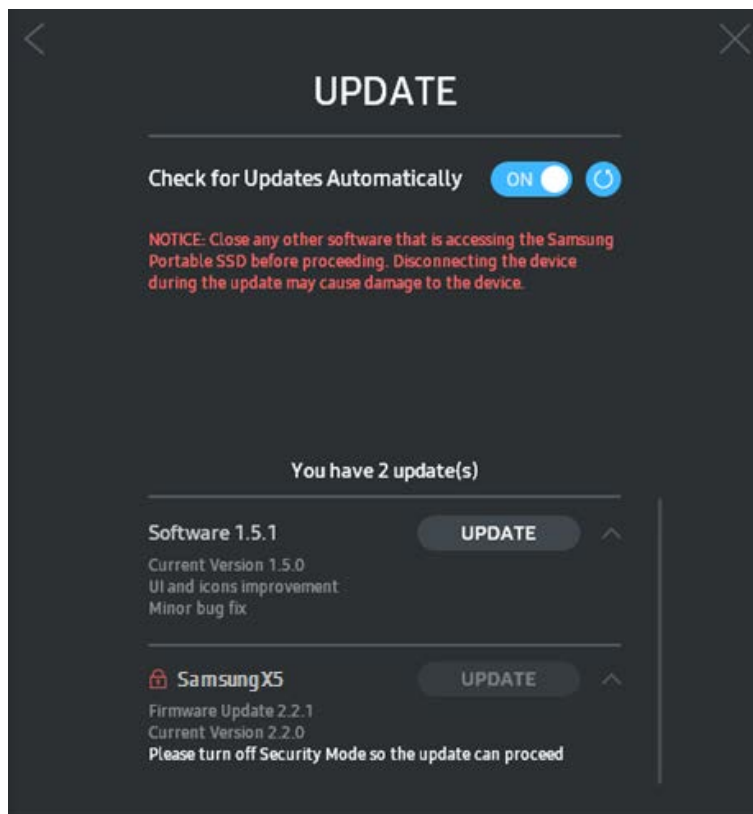 UPDATE
Check for Updates Automatically ON
NOTICE: Close any other software that is accessing the Samsung
Portable SSD before proceeding. Disconnecting the device
during the update may cause damage to the device.
You have 2 update(s)
Software 1.5.1 UPDATE
Current Version 1.5.0
UI and icons improvement
Minor bug fix
SamsungX5 UPDATE
Firmware Update 2.2.1
Current Version 2.2.0
Please turn off Security Mode so the update can proceed